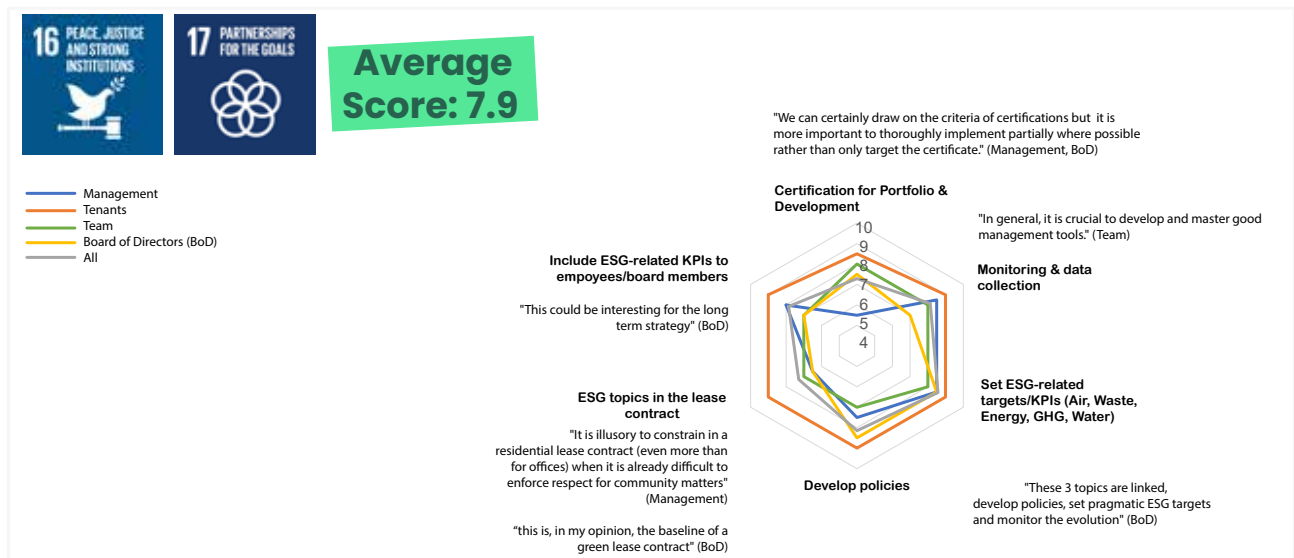 16 PEACE, JUSTICE
AND STRONG
INSTITUTIONS
17 PARTNERSHIPS
FOR THE GOALS
Average
Score: 7.9
Management
Tenants
Team
Board of Directors (BoD)
All
"We can certainly draw on the criteria of certifications but it is
more important to thoroughly implement partially where possible
rather than only target the certificate." (Management, BoD)
Certification for Portfolio &
Development
"In general, it is crucial to develop and master good
management tools." (Team)
Monitoring & data
collection
10
9
8
7
6
5
4
Include ESG-related KPIs to
empoyees/board members
"This could be interesting for the long
term strategy" (BoD)
Set ESG-related
targets/KPIs (Air, Waste,
Energy, GHG, Water)
ESG topics in the lease
contract
"It is illusory to constrain in a
residential lease contract (even more than
for offices) when it is already difficult to
enforce respect for community matters"
(Management)
“this is, in my opinion, the baseline of a
green lease contract" (BoD)
Develop policies
"These 3 topics are linked,
develop policies, set pragmatic ESG targets
and monitor the evolution" (BoD)